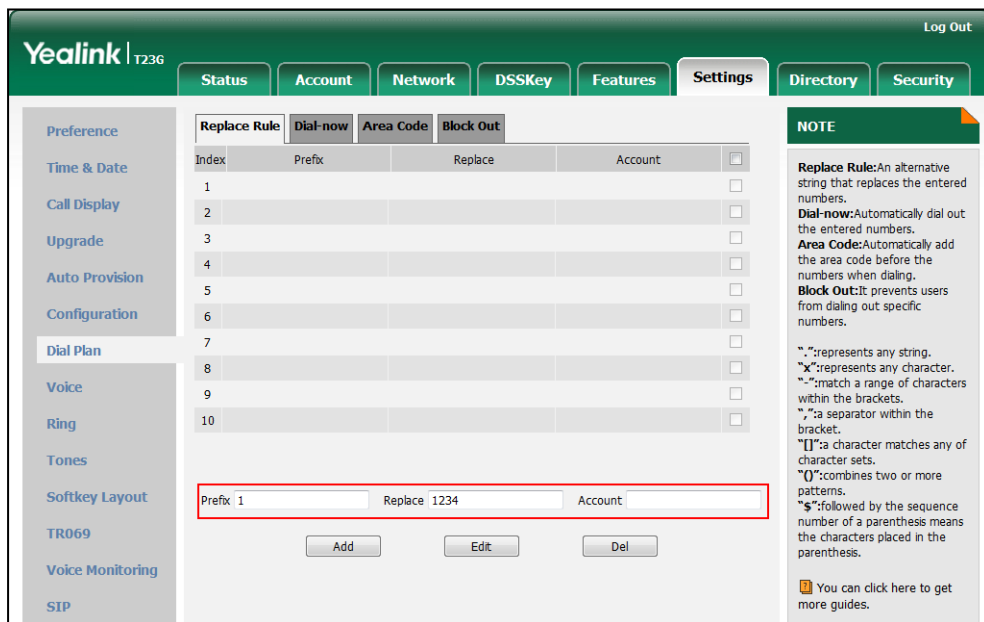 Log Out
Yealink | T23G
Status Account Network DSSKey Features Settings Directory Security
Preference
Time & Date
Call Display
Upgrade
Auto Provision
Configuration
Dial Plan
Voice
Ring
Tones
Softkey Layout
TR069
Voice Monitoring
SIP
Replace Rule Dial-now Area Code Block Out
Index Prefix Replace Account
1
2
3
4
5
6
7
8
9
10
Prefix 1 Replace 1234 Account
Add Edit Del
NOTE
Replace Rule:An alternative
string that replaces the entered
numbers.
Dial-now:Automatically dial out
the entered numbers.
Area Code:Automatically add
the area code before the
numbers when dialing.
Block Out:It prevents users
from dialing out specific
numbers.
".":represents any string.
"x":represents any character.
"-":match a range of characters
within the brackets.
",":a separator within the
bracket.
"[]":a character matches any of
character sets.
"()":combines two or more
patterns.
"$":followed by the sequence
number of a parenthesis means
the characters placed in the
parenthesis.
You can click here to get
more guides.